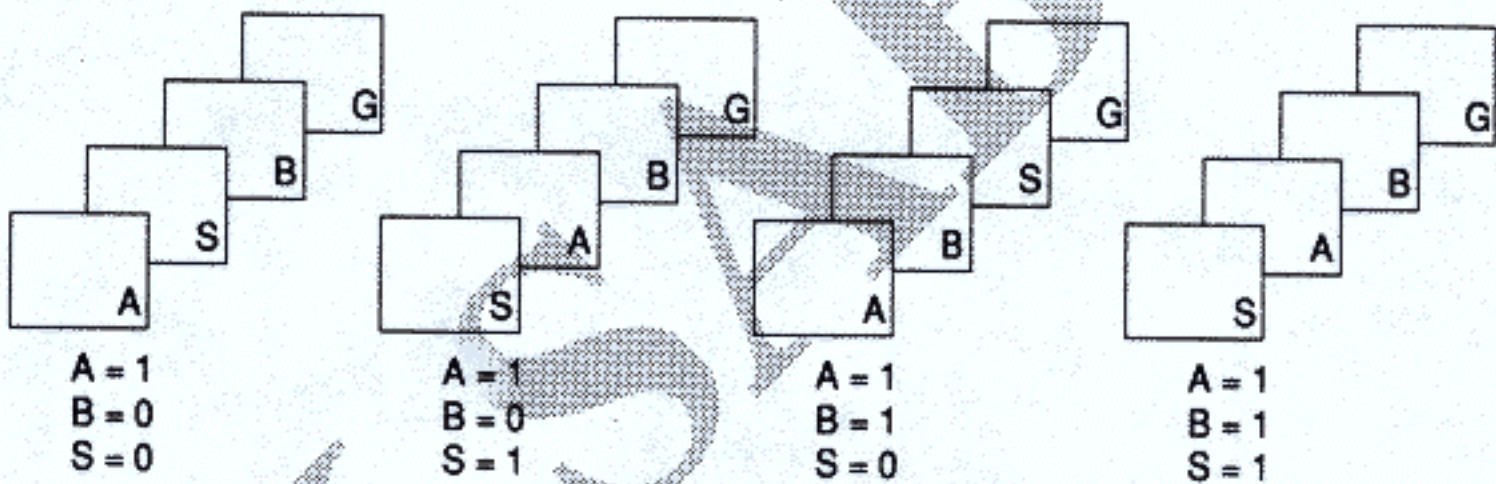 G
B
S
A
A = 1
B = 0
S = 0
G
B
A
S
A = 1
B = 0
S = 1
G
S
B
A
A = 1
B = 1
S = 0
G
B
A
S
A = 1
B = 1
S = 1